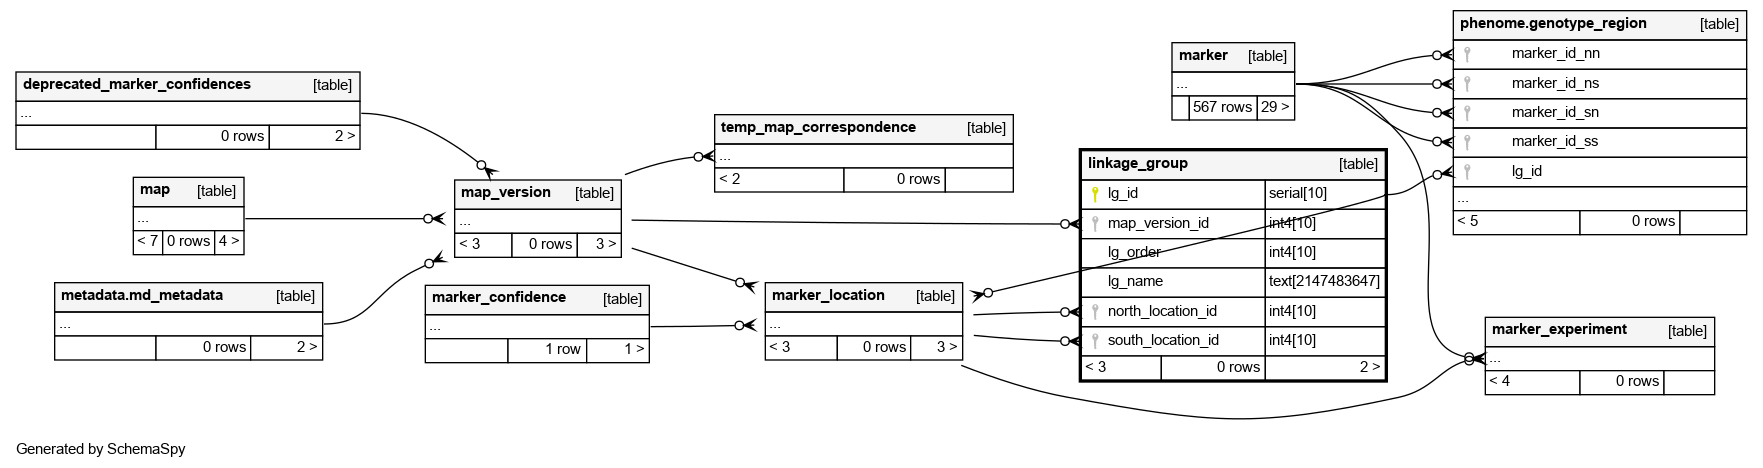 deprecated_marker_confidences [table]
...
0 rows 2 >
map [table]
...
< 7 0 rows 4 >
metadata.md_metadata [table]
...
0 rows 2 >
map_version [table]
...
< 3 0 rows 3 >
marker_confidence [table]
...
1 row 1 >
temp_map_correspondence [table]
...
< 2 0 rows
marker_location [table]
...
< 3 0 rows 3 >
marker [table]
...
567 rows 29 >
linkage_group [table]
lg_id serial[10]
map_version_id int4[10]
lg_order int4[10]
lg_name text[2147483647]
north_location_id int4[10]
south_location_id int4[10]
< 3 0 rows 2 >
phenome.genotype_region [table]
marker_id_nn
marker_id_ns
marker_id_sn
marker_id_ss
lg_id
...
< 5 0 rows
marker_experiment [table]
...
< 4 0 rows
Generated by SchemaSpy